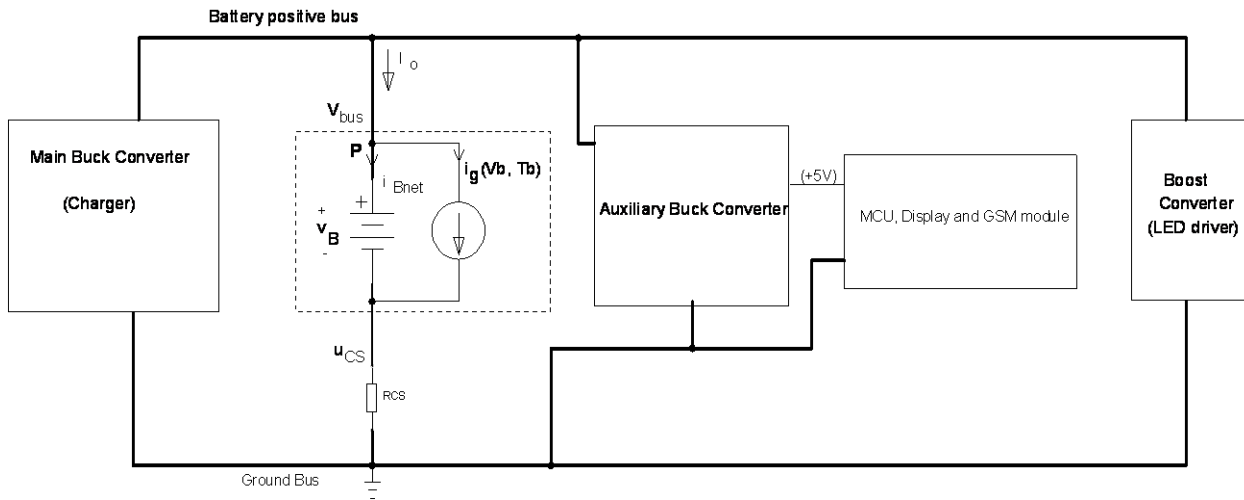 Battery positive bus
I o
V bus
Main Buck Converter
(Charger)
P
i g (Vb, Tb)
i Bnet
+
+
v B
-
Auxiliary Buck Converter
(+5V)
MCU, Display and GSM module
Boost
Converter
(LED driver)
u CS
RCS
Ground Bus